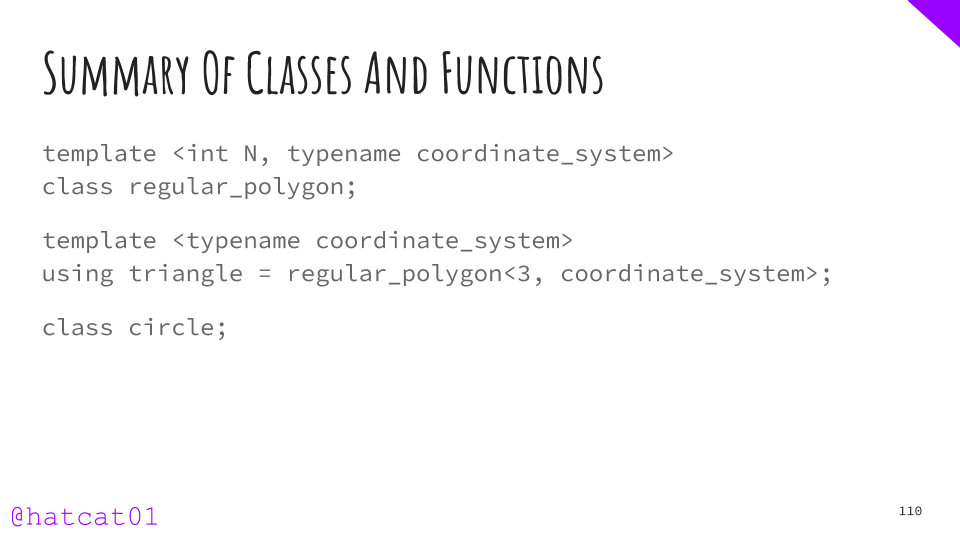 Summary Of Classes And Functions
template <int N, typename coordinate_system>
class regular_polygon;
template <typename coordinate_system>
using triangle = regular_polygon<3, coordinate_system>;
class circle;
@hatcat01
110